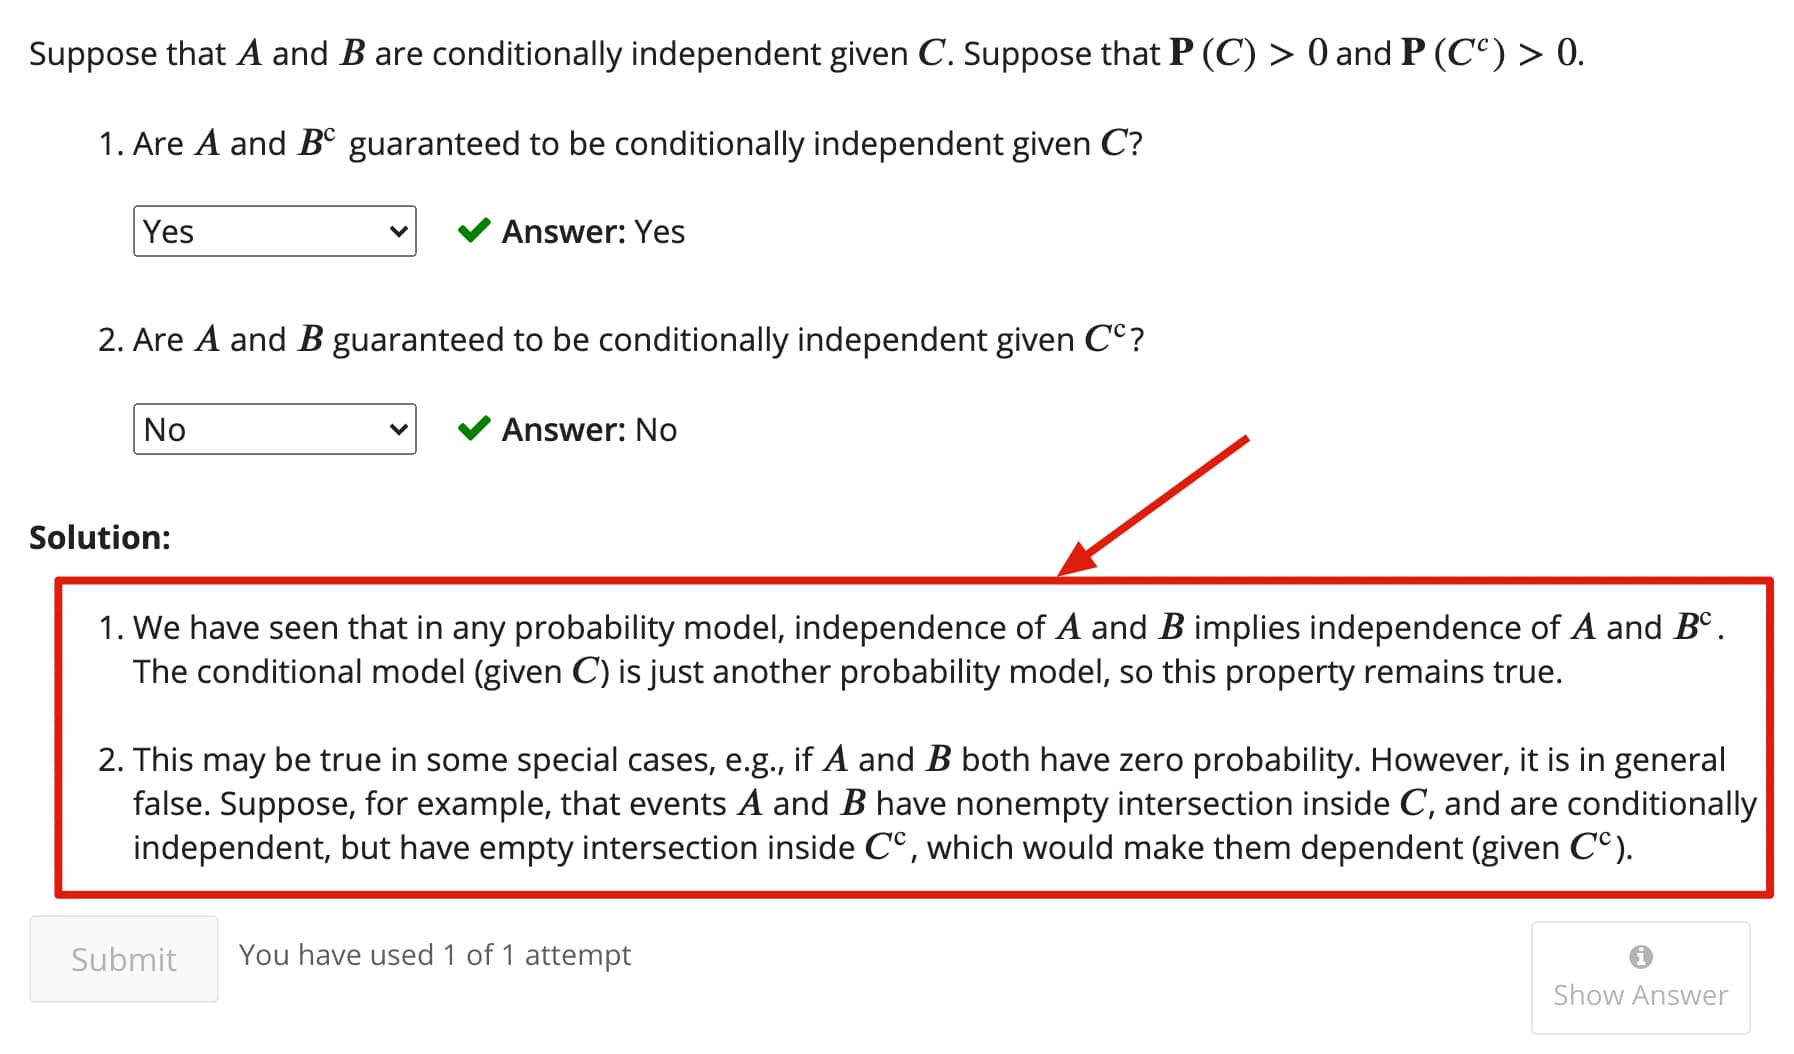 Suppose that A and B are conditionally independent given C. Suppose that P (C) > 0 and P (Cᶜ) > 0.
1. Are A and Bᶜ guaranteed to be conditionally independent given C?
Yes ✔ Answer: Yes
2. Are A and B guaranteed to be conditionally independent given Cᶜ?
No ✔ Answer: No
Solution:
1. We have seen that in any probability model, independence of A and B implies independence of A and Bᶜ.
The conditional model (given C) is just another probability model, so this property remains true.
2. This may be true in some special cases, e.g., if A and B both have zero probability. However, it is in general
false. Suppose, for example, that events A and B have nonempty intersection inside C, and are conditionally
independent, but have empty intersection inside Cᶜ, which would make them dependent (given Cᶜ).
Submit You have used 1 of 1 attempt
Show Answer